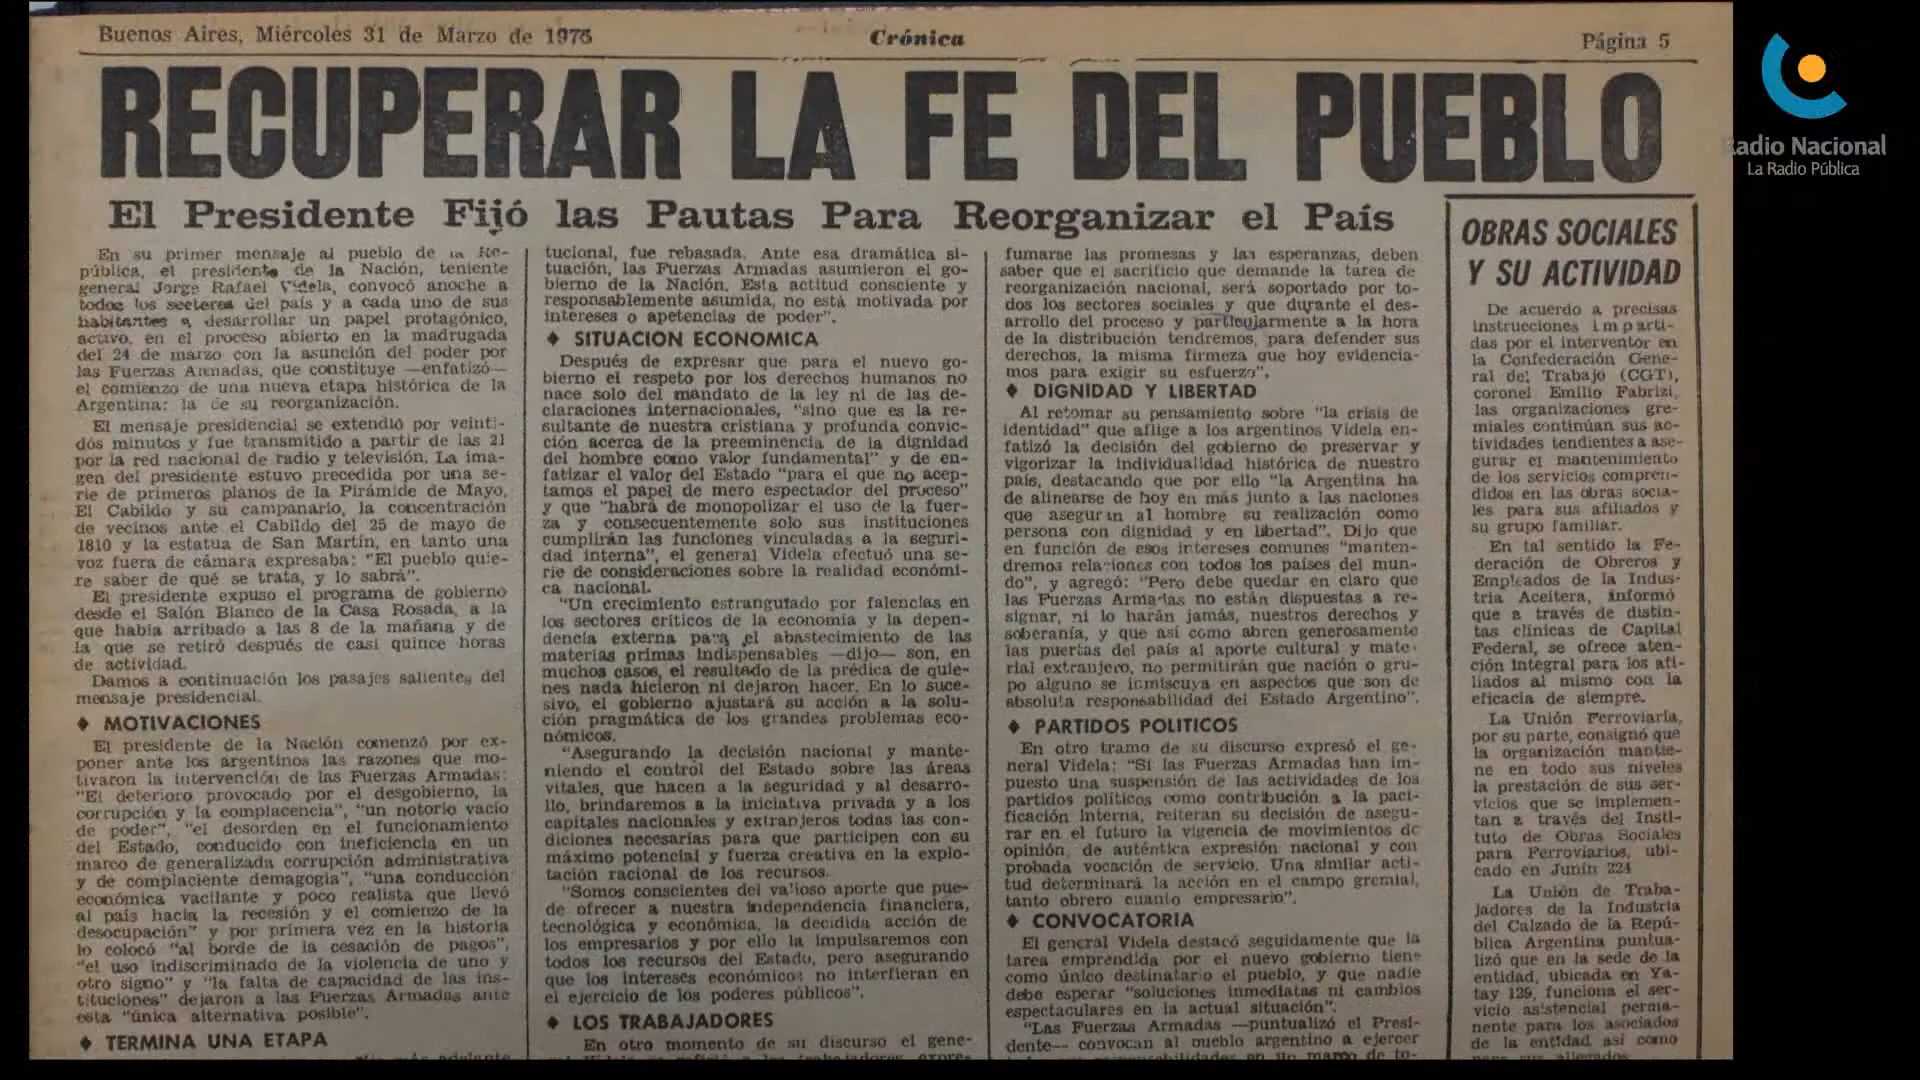 Buenos Aires, Miércoles 31 de Marzo de 1976
Crónica
Página 5
RECUPERAR LA FE DEL PUEBLO
El Presidente Fijó las Pautas Para Reorganizar el País
En su primer mensaje al pueblo de la Re-
pública, el presidente de la Nación, teniente
general Jorge Rafael Videla, convocó anoche a
todos los sectores del país y a cada uno de sus
habitantes a desarrollar un papel protagónico,
activo, en el proceso abierto en la madrugada
del 24 de marzo con la asunción del poder por
las Fuerzas Armadas, que constituye —enfatizó—
el comienzo de una nueva etapa histórica de la
Argentina: la de su reorganización.
El mensaje presidencial se extendió por veinti-
dós minutos y fue transmitido a partir de las 21
por la red nacional de radio y televisión. La ima-
gen del presidente estuvo precedida por una se-
rie de primeros planos de la Pirámide de Mayo,
El Cabildo y su campanario, la concentración
de vecinos ante el Cabildo del 25 de mayo de
1810 y la estatua de San Martín, en tanto una
voz fuera de cámara expresaba: "El pueblo quie-
re saber de qué se trata, y lo sabrá".
El presidente expuso el programa de gobierno
desde el Salón Blanco de la Casa Rosada, a la
que había arribado a las 8 de la mañana y de
la que se retiró después de casi quince horas
de actividad.
Damos a continuación los pasajes salientes del
mensaje presidencial.
♦ MOTIVACIONES
El presidente de la Nación comenzó por ex-
poner ante los argentinos las razones que mo-
tivaron la intervención de las Fuerzas Armadas:
"El deterioro provocado por el desgobierno, la
corrupción y la complacencia", "un notorio vacío
de poder", "el desorden en el funcionamiento
del Estado, conducido con ineficiencia en un
marco de generalizada corrupción administrativa
y de complaciente demagogia", "una conducción
económica vacilante y poco realista que llevó
al país hacia la recesión y el comienzo de la
desocupación" y por primera vez en la historia
lo colocó "al borde de la cesación de pagos",
"el uso indiscriminado de la violencia de uno y
otro signo" y "la falta de capacidad de las ins-
tituciones" dejaron a las Fuerzas Armadas ante
esta "única alternativa posible".
♦ TERMINA UNA ETAPA
más adelante
tucional, fue rebasada. Ante esa dramática si-
tuación, las Fuerzas Armadas asumieron el go-
bierno de la Nación. Esta actitud consciente y
responsablemente asumida, no está motivada por
intereses o apetencias de poder".
♦ SITUACION ECONOMICA
Después de expresar que para el nuevo go-
bierno el respeto por los derechos humanos no
nace solo del mandato de la ley ni de las de-
claraciones internacionales, "sino que es la re-
sultante de nuestra cristiana y profunda convic-
ción acerca de la preeminencia de la dignidad
del hombre como valor fundamental" y de en-
fatizar el valor del Estado "para el que no acep-
tamos el papel de mero espectador del proceso"
y que "habrá de monopolizar el uso de la fuer-
za y consecuentemente solo sus instituciones
cumplirán las funciones vinculadas a la seguri-
dad interna", el general Videla efectuó una se-
rie de consideraciones sobre la realidad económi-
ca nacional.
"Un crecimiento estrangulado por falencias en
los sectores críticos de la economía y la depen-
dencia externa para el abastecimiento de las
materias primas indispensables —dijo— son, en
muchos casos, el resultado de la prédica de quie-
nes nada hicieron ni dejaron hacer. En lo suce-
sivo, el gobierno ajustará su acción a la solu-
ción pragmática de los grandes problemas eco-
nómicos.
"Asegurando la decisión nacional y mante-
niendo el control del Estado sobre las áreas
vitales, que hacen a la seguridad y al desarro-
llo, brindaremos a la iniciativa privada y a los
capitales nacionales y extranjeros todas las con-
diciones necesarias para que participen con su
máximo potencial y fuerza creativa en la explo-
tación racional de los recursos.
"Somos conscientes del valioso aporte que pue-
de ofrecer a nuestra independencia financiera,
tecnológica y económica, la decidida acción de
los empresarios y por ello la impulsaremos con
todos los recursos del Estado, pero asegurando
que los intereses económicos no interfieran en
el ejercicio de los poderes públicos".
♦ LOS TRABAJADORES
En otro momento de su discurso el gene-
fumarse las promesas y las esperanzas, deben
saber que el sacrificio que demande la tarea de
reorganización nacional, será soportado por to-
dos los sectores sociales y que durante el des-
arrollo del proceso y particularmente a la hora
de la distribución tendremos, para defender sus
derechos, la misma firmeza que hoy evidencia-
mos para exigir su esfuerzo".
♦ DIGNIDAD Y LIBERTAD
Al retomar su pensamiento sobre "la crisis de
identidad" que aflige a los argentinos Videla en-
fatizó la decisión del gobierno de preservar y
vigorizar la individualidad histórica de nuestro
país, destacando que por ello "la Argentina ha
de alinearse de hoy en más junto a las naciones
que aseguran al hombre su realización como
persona con dignidad y en libertad". Dijo que
en función de esos intereses comunes "manten-
dremos relaciones con todos los países del mun-
do", y agregó: "Pero debe quedar en claro que
las Fuerzas Armadas no están dispuestas a re-
signar, ni lo harán jamás, nuestros derechos y
soberanía, y que así como abren generosamente
las puertas del país al aporte cultural y mate-
rial extranjero, no permitirán que nación o gru-
po alguno se inmiscuya en aspectos que son de
absoluta responsabilidad del Estado Argentino".
♦ PARTIDOS POLITICOS
En otro tramo de su discurso expresó el ge-
neral Videla: "Si las Fuerzas Armadas han im-
puesto una suspensión de las actividades de los
partidos políticos como contribución a la paci-
ficación interna, reiteran su decisión de asegu-
rar en el futuro la vigencia de movimientos de
opinión, de auténtica expresión nacional y con
probada vocación de servicio. Una similar acti-
tud determinará la acción en el campo gremial,
tanto obrero cuanto empresario".
♦ CONVOCATORIA
El general Videla destacó seguidamente que la
tarea emprendida por el nuevo gobierno tiene
como único destinatario el pueblo, y que nadie
debe esperar "soluciones inmediatas ni cambios
espectaculares en la actual situación".
"Las Fuerzas Armadas —puntualizó el Presi-
dente— convocan al pueblo argentino a ejercer
en un marco de to-
OBRAS SOCIALES
Y SU ACTIVIDAD
De acuerdo a precisas
instrucciones imparti-
das por el interventor en
la Confederación Gene-
ral del Trabajo (CGT),
coronel Emilio Fabrizi,
las organizaciones gre-
miales continúan sus ac-
tividades tendientes a ase-
gurar el mantenimiento
de los servicios compren-
didos en las obras socia-
les para sus afiliados y
su grupo familiar.
En tal sentido la Fe-
deración de Obreros y
Empleados de la Indus-
tria Aceitera, informó
que a través de distin-
tas clínicas de Capital
Federal, se ofrece aten-
ción integral para los afi-
liados al mismo con la
eficacia de siempre.
La Unión Ferroviaria,
por su parte, consignó que
la organización mantie-
ne en todo sus niveles
la prestación de sus ser-
vicios que se implemen-
tan a través del Insti-
tuto de Obras Sociales
para Ferroviarios, ubi-
cado en Junín 224
La Unión de Traba-
jadores de la Industria
del Calzado de la Repú-
blica Argentina puntua-
lizó que en la sede de la
entidad, ubicada en Ya-
tay 129, funciona el ser-
vicio asistencial perma-
nente para los asociados
de la entidad así como
Radio Nacional
La Radio Pública